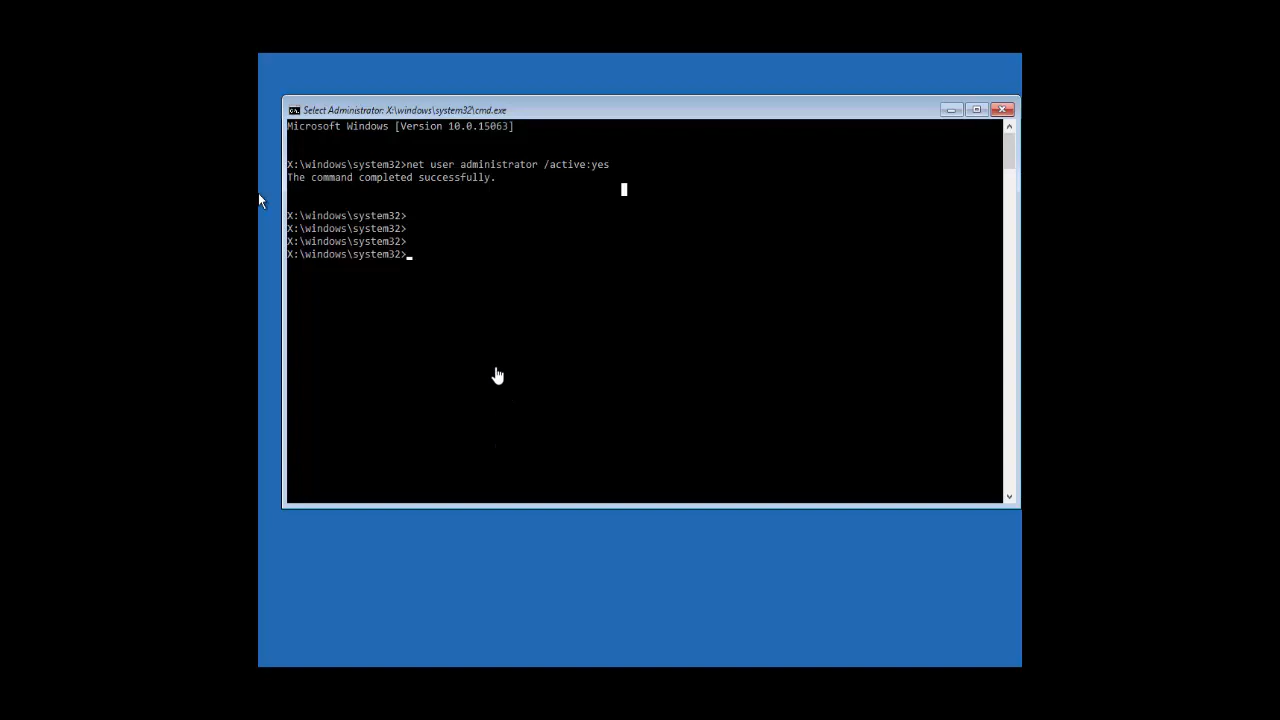 Select Administrator: X:\windows\system32\cmd.exe
Microsoft Windows [Version 10.0.15063]
X:\windows\system32>net user administrator /active:yes
The command completed successfully.
X:\windows\system32>
X:\windows\system32>
X:\windows\system32>
X:\windows\system32>